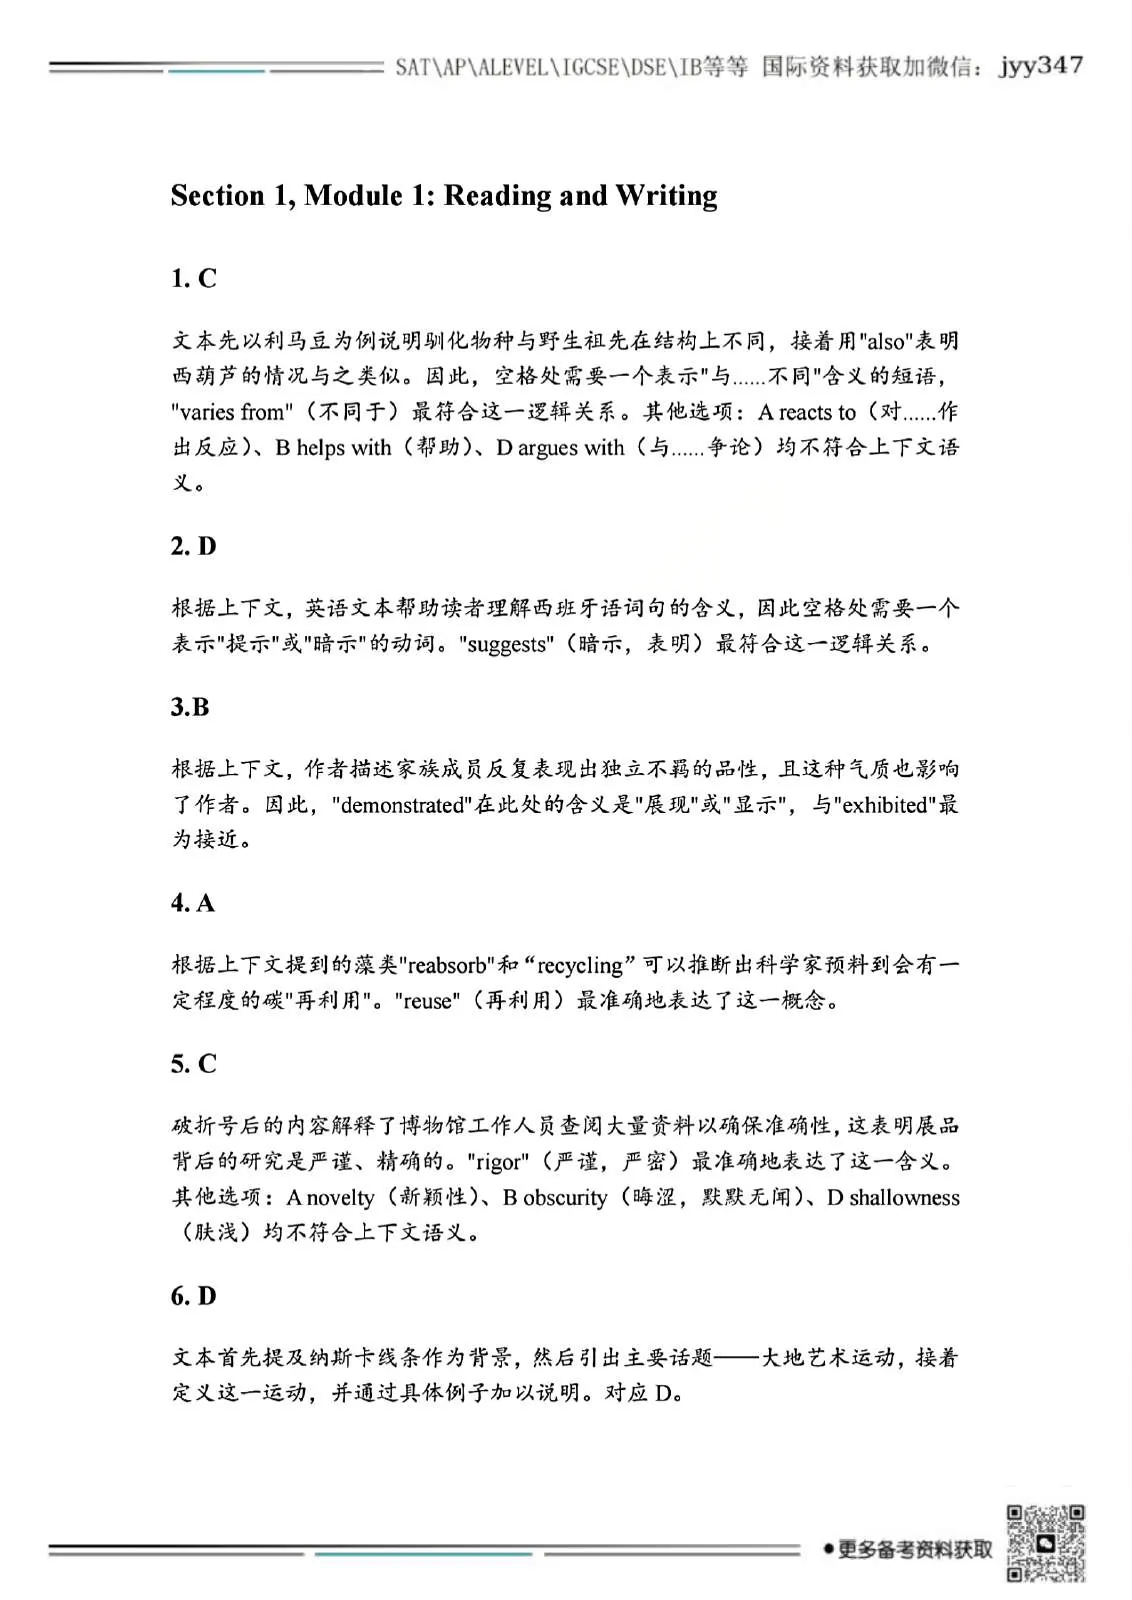 SAT\AP\ALEVEL\IGCSE\DSE\IB等等 国际资料获取加微信：jyy347
Section 1, Module 1: Reading and Writing
1. C
文本先以利马豆为例说明驯化物种与野生祖先在结构上不同，接着用"also"表明
西葫芦的情况与之类似。因此，空格处需要一个表示"与......不同"含义的短语，
"varies from"（不同于）最符合这一逻辑关系。其他选项：A reacts to（对......作
出反应）、B helps with（帮助）、D argues with（与......争论）均不符合上下文语
义。
2. D
根据上下文，英语文本帮助读者理解西班牙语词句的含义，因此空格处需要一个
表示"提示"或"暗示"的动词。"suggests"（暗示，表明）最符合这一逻辑关系。
3.B
根据上下文，作者描述家族成员反复表现出独立不羁的品性，且这种气质也影响
了作者。因此，"demonstrated"在此处的含义是"展现"或"显示"，与"exhibited"最
为接近。
4. A
根据上下文提到的藻类"reabsorb"和“recycling”可以推断出科学家预料到会有一
定程度的碳"再利用"。"reuse"（再利用）最准确地表达了这一概念。
5. C
破折号后的内容解释了博物馆工作人员查阅大量资料以确保准确性，这表明展品
背后的研究是严谨、精确的。"rigor"（严谨，严密）最准确地表达了这一含义。
其他选项：A novelty（新颖性）、B obscurity（晦涩，默默无闻）、D shallowness
（肤浅）均不符合上下文语义。
6. D
文本首先提及纳斯卡线条作为背景，然后引出主要话题——大地艺术运动，接着
定义这一运动，并通过具体例子加以说明。对应 D。
●更多备考资料获取